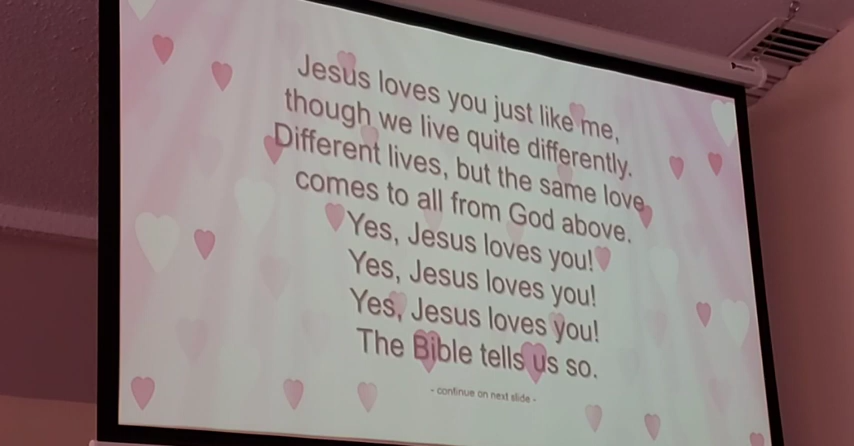 Jesus loves you just like me,
though we live quite differently.
Different lives, but the same love
comes to all from God above.
Yes, Jesus loves you!
Yes, Jesus loves you!
Yes, Jesus loves you!
The Bible tells us so.
- continue on next slide -